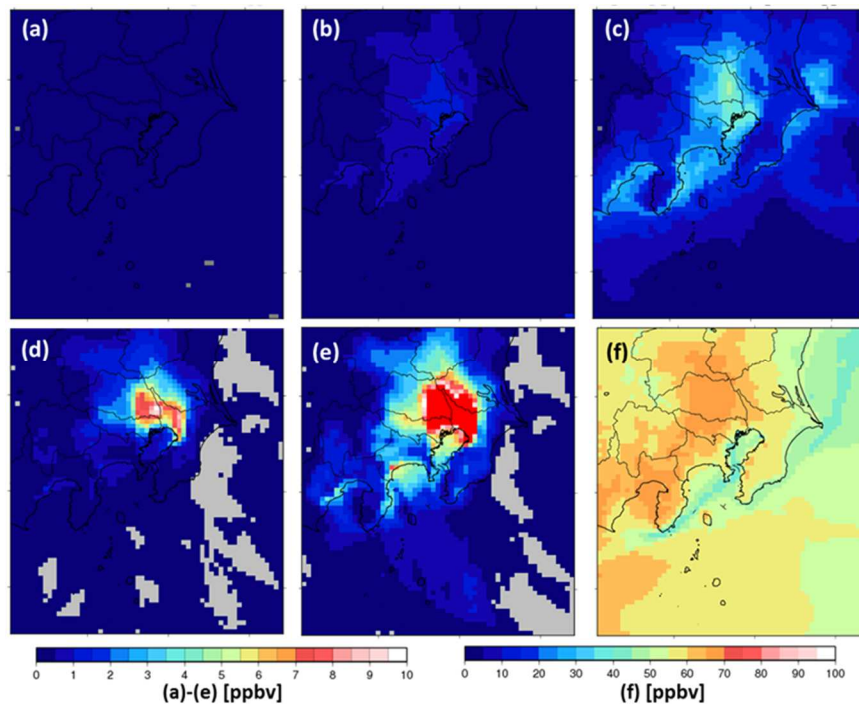 (a) (b) (c)
(d) (e) (f)
0 1 2 3 4 5 6 7 8 9 10
0 10 20 30 40 50 60 70 80 90 100
(a)-(e) [ppbv] (f) [ppbv]